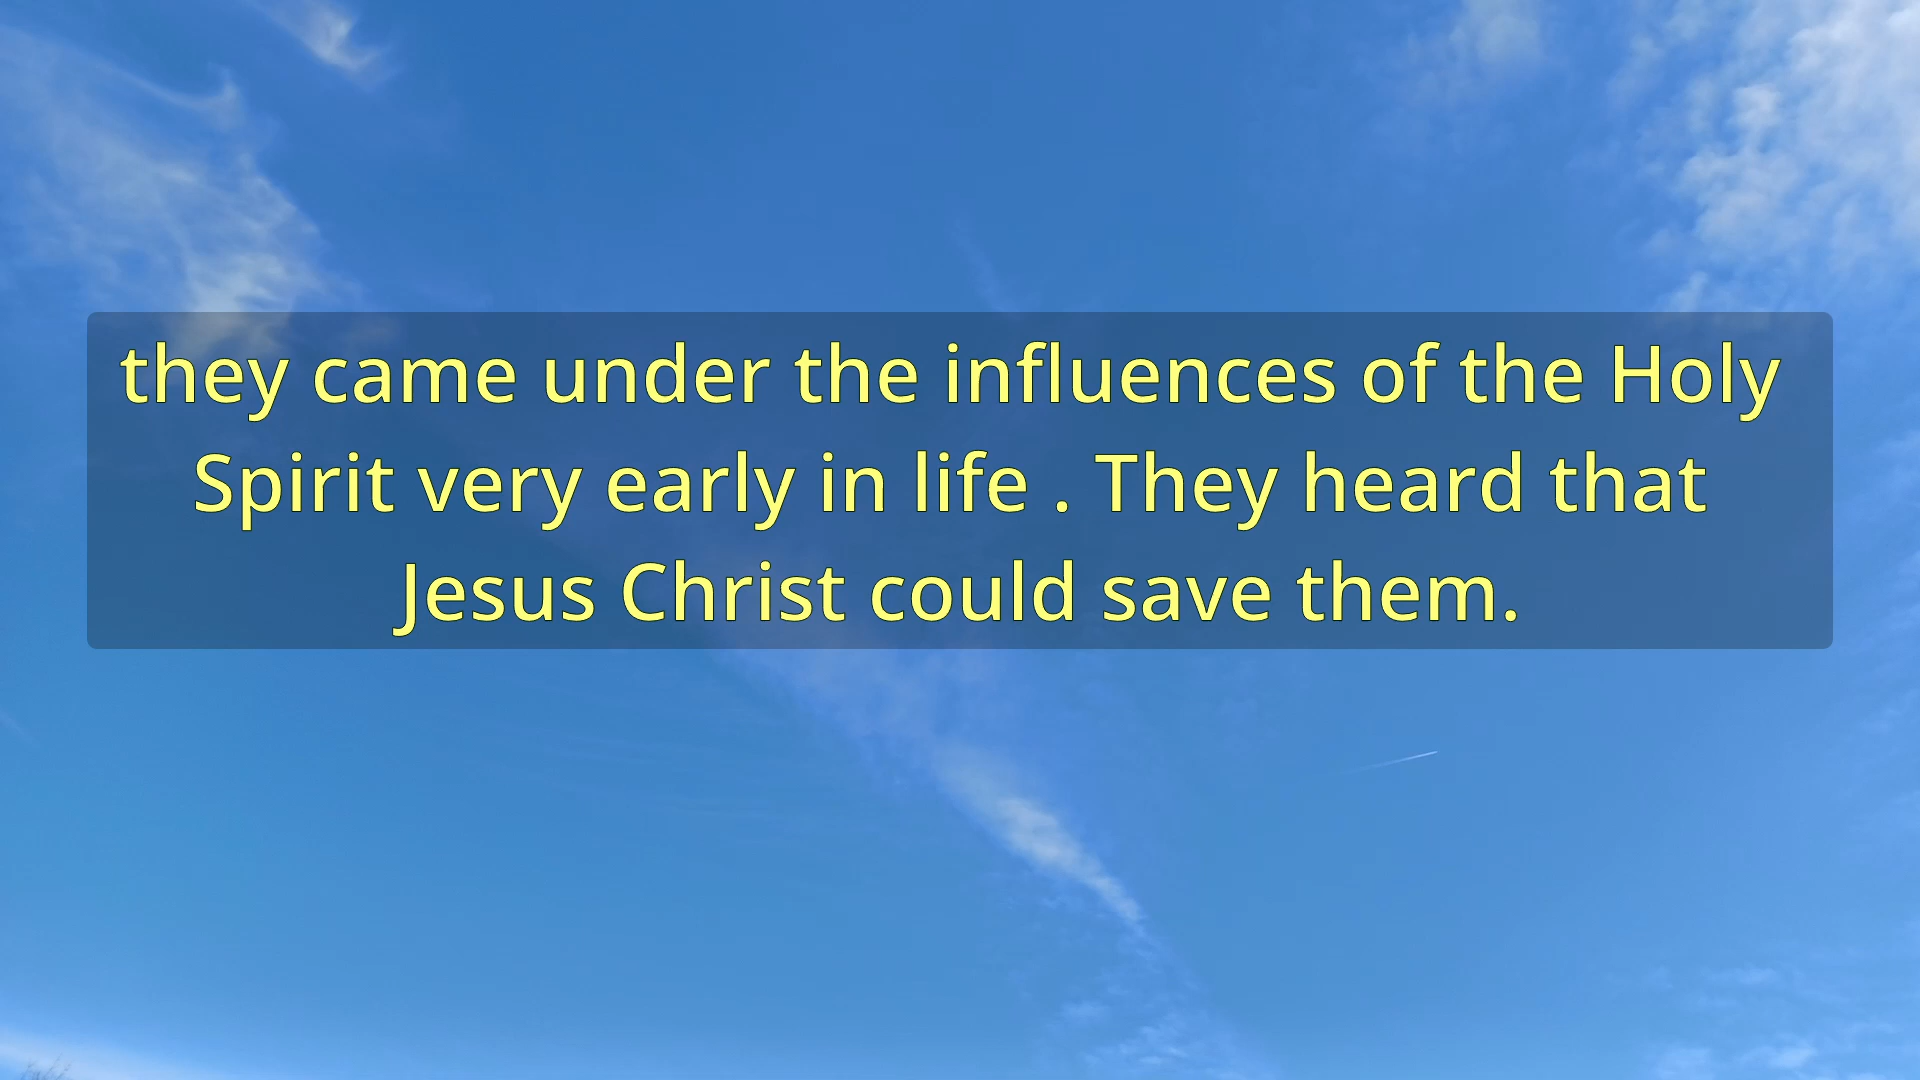 they came under the influences of the Holy
Spirit very early in life . They heard that
Jesus Christ could save them.